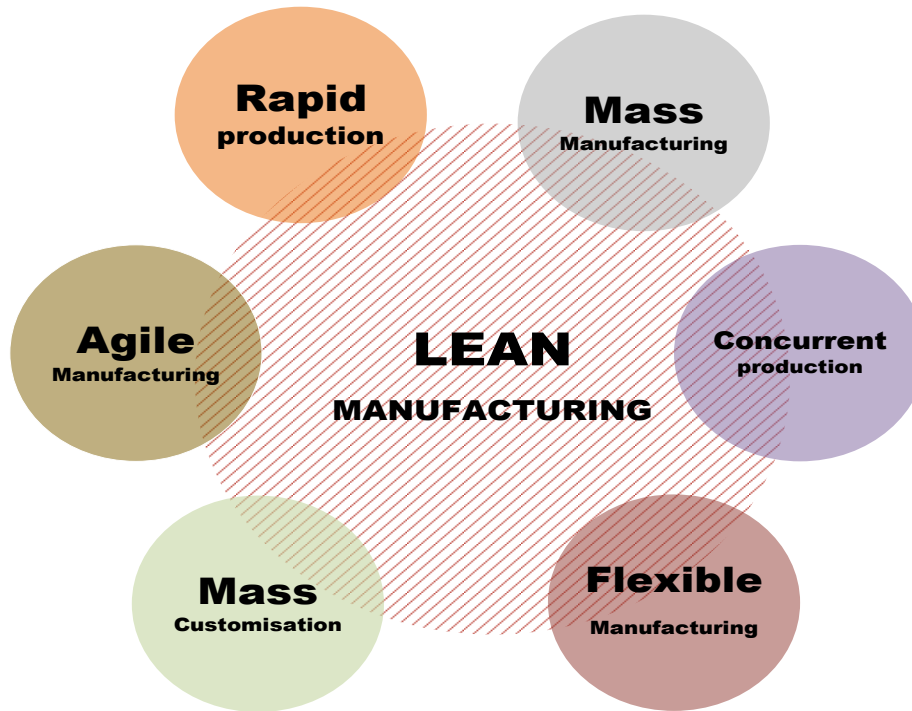 Rapid
production
Mass
Manufacturing
Agile
Manufacturing
LEAN
MANUFACTURING
Concurrent
production
Mass
Customisation
Flexible
Manufacturing